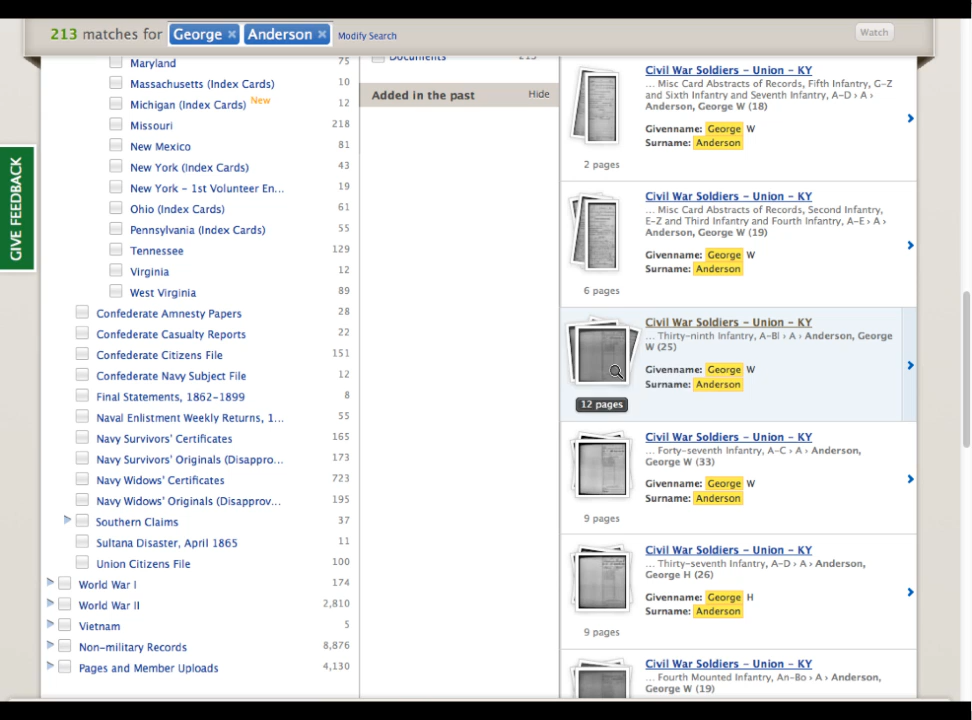 213 matches for George × Anderson × Modify Search
Watch
GIVE FEEDBACK
Maryland 75
Massachusetts (Index Cards) 10
Michigan (Index Cards) New 12
Missouri 218
New Mexico 81
New York (Index Cards) 43
New York - 1st Volunteer En... 19
Ohio (Index Cards) 61
Pennsylvania (Index Cards) 55
Tennessee 129
Virginia 12
West Virginia 89
Confederate Amnesty Papers 28
Confederate Casualty Reports 22
Confederate Citizens File 151
Confederate Navy Subject File 12
Final Statements, 1862-1899 8
Naval Enlistment Weekly Returns, 1... 55
Navy Survivors' Certificates 165
Navy Survivors' Originals (Disappro... 173
Navy Widows' Certificates 723
Navy Widows' Originals (Disapprov... 195
Southern Claims 37
Sultana Disaster, April 1865 11
Union Citizens File 100
World War I 174
World War II 2,810
Vietnam 5
Non-military Records 8,876
Pages and Member Uploads 4,130
Documents 213
Added in the past Hide
Civil War Soldiers - Union - KY
... Misc Card Abstracts of Records, Fifth Infantry, G-Z
and Sixth Infantry and Seventh Infantry, A-D › A ›
Anderson, George W (18)
Givenname: George W
Surname: Anderson
2 pages
Civil War Soldiers - Union - KY
... Misc Card Abstracts of Records, Second Infantry,
E-Z and Third Infantry and Fourth Infantry, A-E › A ›
Anderson, George W (19)
Givenname: George W
Surname: Anderson
6 pages
Civil War Soldiers - Union - KY
... Thirty-ninth Infantry, A-Bl › A › Anderson, George
W (25)
Givenname: George W
Surname: Anderson
12 pages
Civil War Soldiers - Union - KY
... Forty-seventh Infantry, A-C › A › Anderson,
George W (33)
Givenname: George W
Surname: Anderson
9 pages
Civil War Soldiers - Union - KY
... Thirty-seventh Infantry, A-D › A › Anderson,
George H (26)
Givenname: George H
Surname: Anderson
9 pages
Civil War Soldiers - Union - KY
... Fourth Mounted Infantry, An-Bo › A › Anderson,
George W (19)